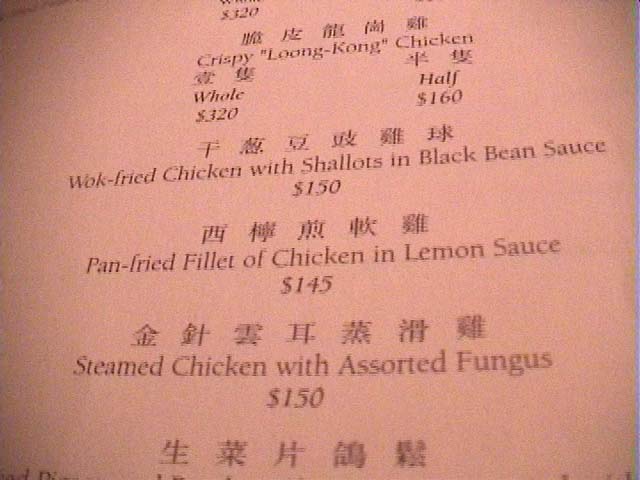 $320
脆皮龍崗雞
Crispy "Loong-Kong" Chicken
壹隻 半隻
Whole Half
$320 $160
干葱豆豉雞球
Wok-fried Chicken with Shallots in Black Bean Sauce
$150
西檸煎軟雞
Pan-fried Fillet of Chicken in Lemon Sauce
$145
金針雲耳蒸滑雞
Steamed Chicken with Assorted Fungus
$150
生菜片鴿鬆